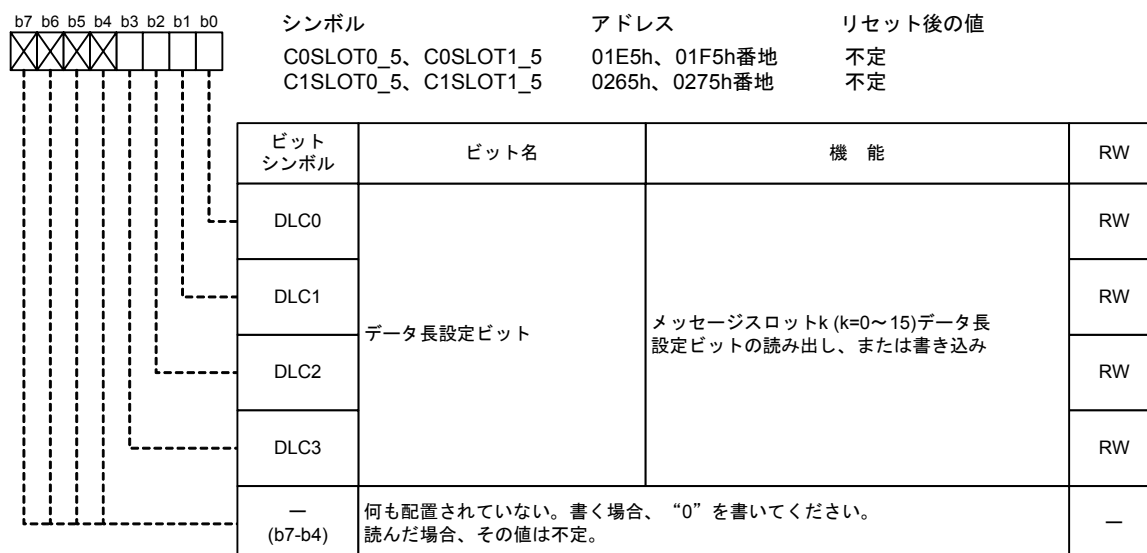 b7 b6 b5 b4 b3 b2 b1 b0
シンボル アドレス リセット後の値
C0SLOT0_5、C0SLOT1_5 01E5h、01F5h番地 不定
C1SLOT0_5、C1SLOT1_5 0265h、0275h番地 不定
ビット
シンボル
ビット名
機 能
RW
DLC0
RW
DLC1
RW
データ長設定ビット
メッセージスロットk (k=0～15)データ長
設定ビットの読み出し、または書き込み
DLC2
RW
DLC3
RW
—
(b7-b4)
何も配置されていない。書く場合、“0”を書いてください。
読んだ場合、その値は不定。
—